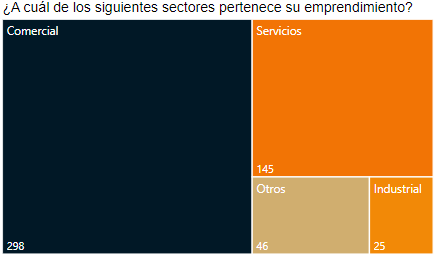 ¿A cuál de los siguientes sectores pertenece su emprendimiento?
Comercial
298
Servicios
145
Otros
46
Industrial
25